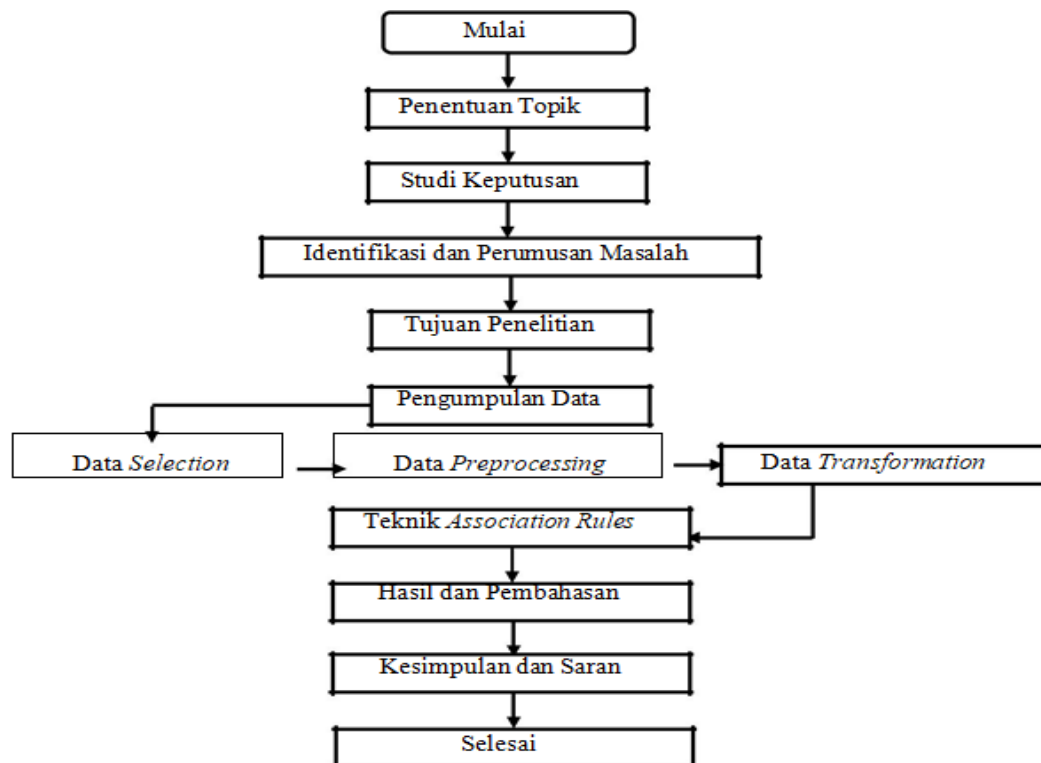 Mulai
Penentuan Topik
Studi Keputusan
Identifikasi dan Perumusan Masalah
Tujuan Penelitian
Pengumpulan Data
Data Selection
Data Preprocessing
Data Transformation
Teknik Association Rules
Hasil dan Pembahasan
Kesimpulan dan Saran
Selesai